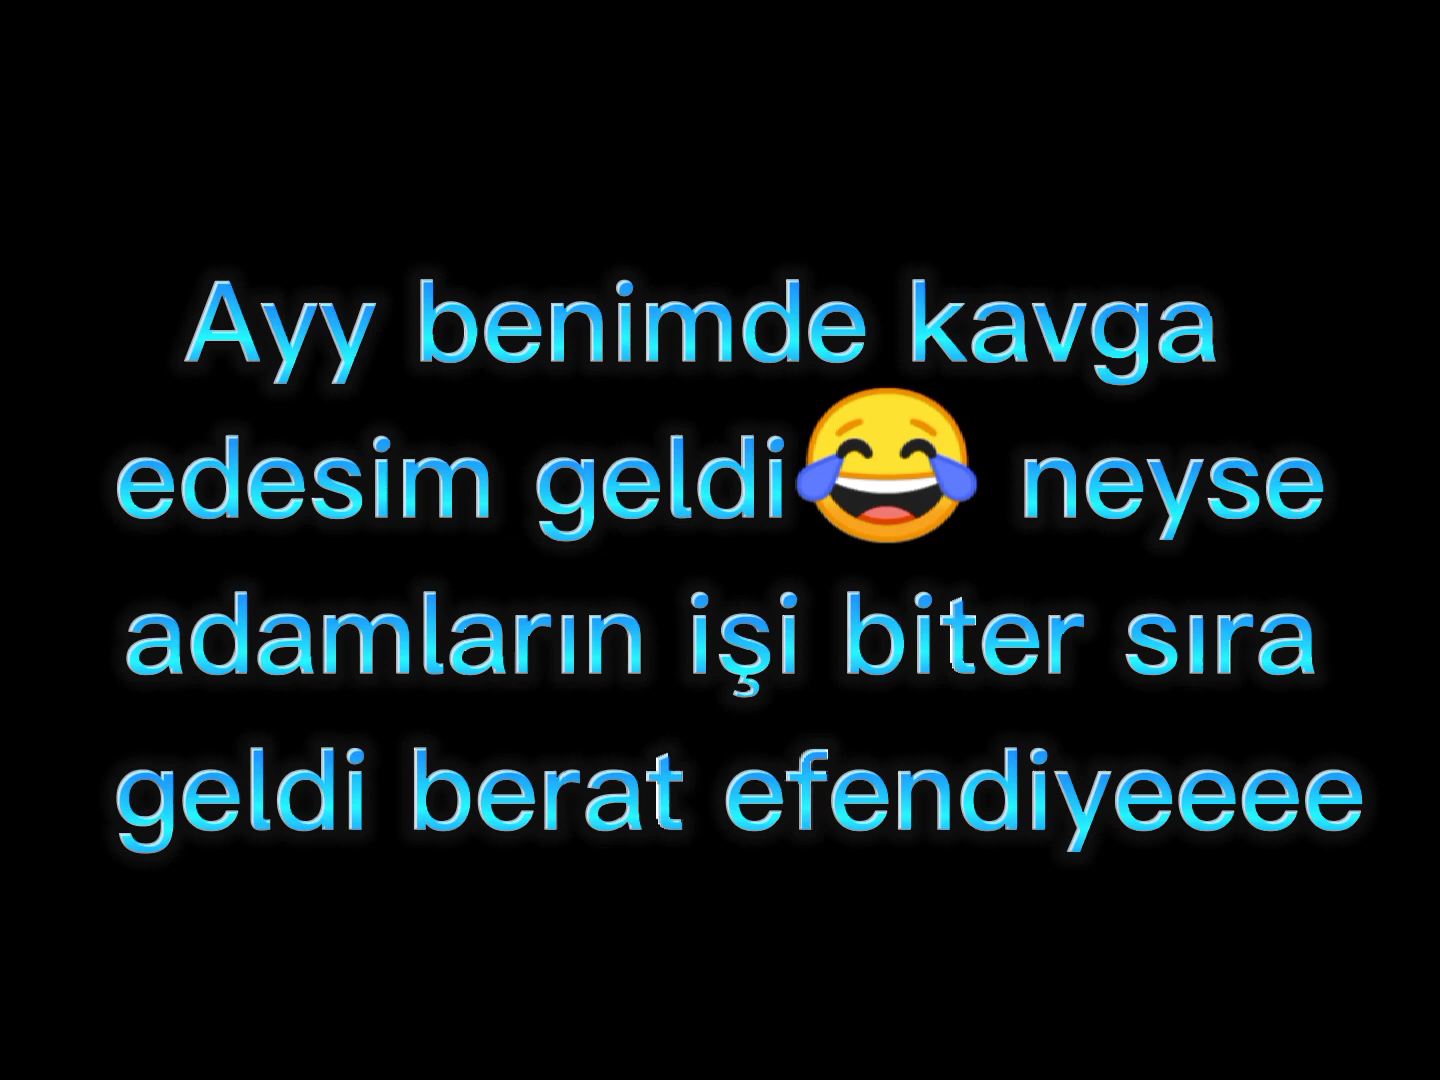 Ayy benimde kavga
edesim geldi😂 neyse
adamların işi biter sıra
geldi berat efendiyeeee